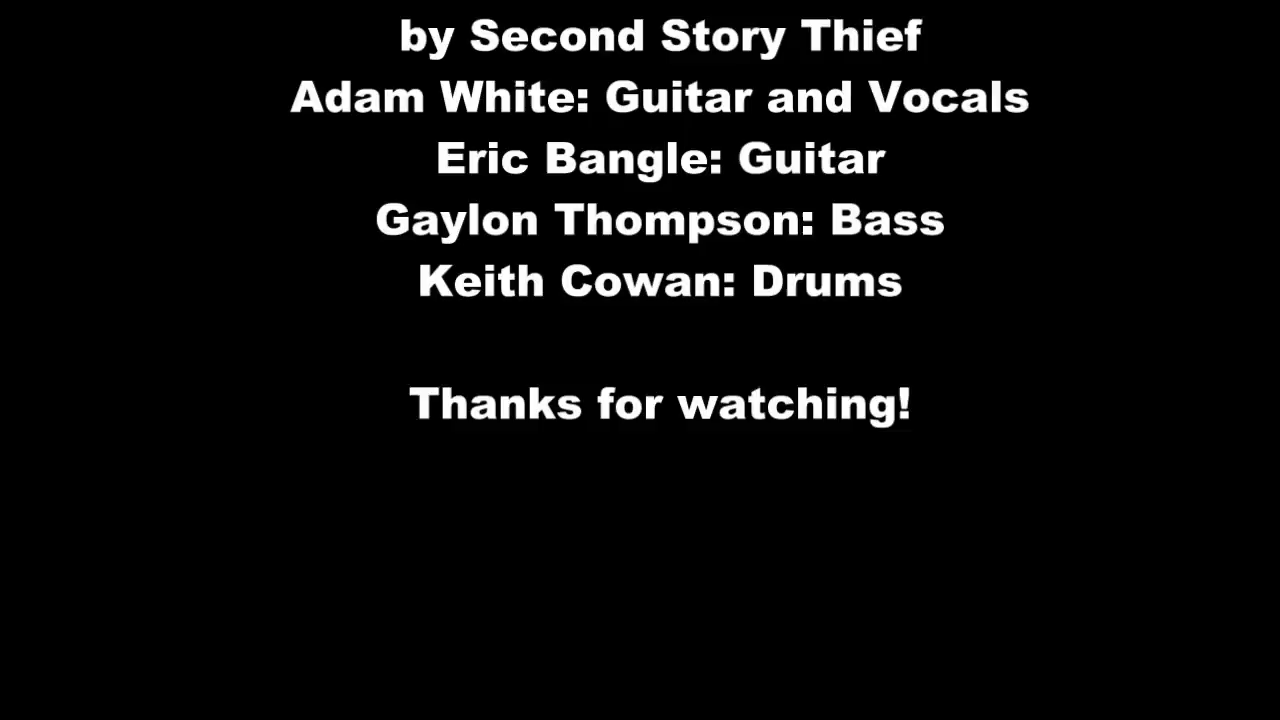 by Second Story Thief
Adam White: Guitar and Vocals
Eric Bangle: Guitar
Gaylon Thompson: Bass
Keith Cowan: Drums
Thanks for watching!